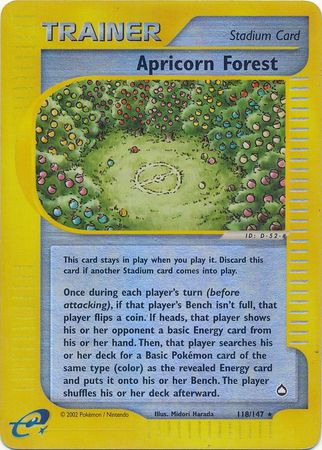 TRAINER
Stadium Card
Apricorn Forest
ID: D-52-#
This card stays in play when you play it. Discard this
card if another Stadium card comes into play.
Once during each player's turn (before
attacking), if that player's Bench isn't full, that
player flips a coin. If heads, that player shows
his or her opponent a basic Energy card from
his or her hand. Then, that player searches his
or her deck for a Basic Pokémon card of the
same type (color) as the revealed Energy card
and puts it onto his or her Bench. The player
shuffles his or her deck afterward.
e
© 2002 Pokémon / Nintendo
Illus. Midori Harada
118/147 ★